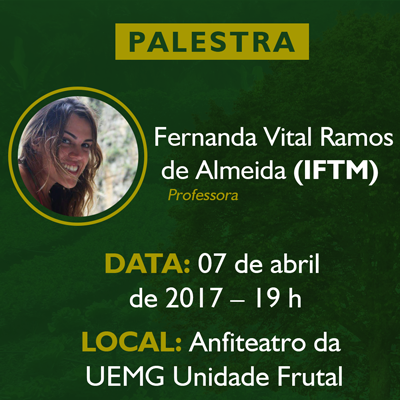 PALESTRA
Fernanda Vital Ramos
de Almeida (IFTM)
Professora
DATA: 07 de abril
de 2017 – 19 h
LOCAL: Anfiteatro da
UEMG Unidade Frutal